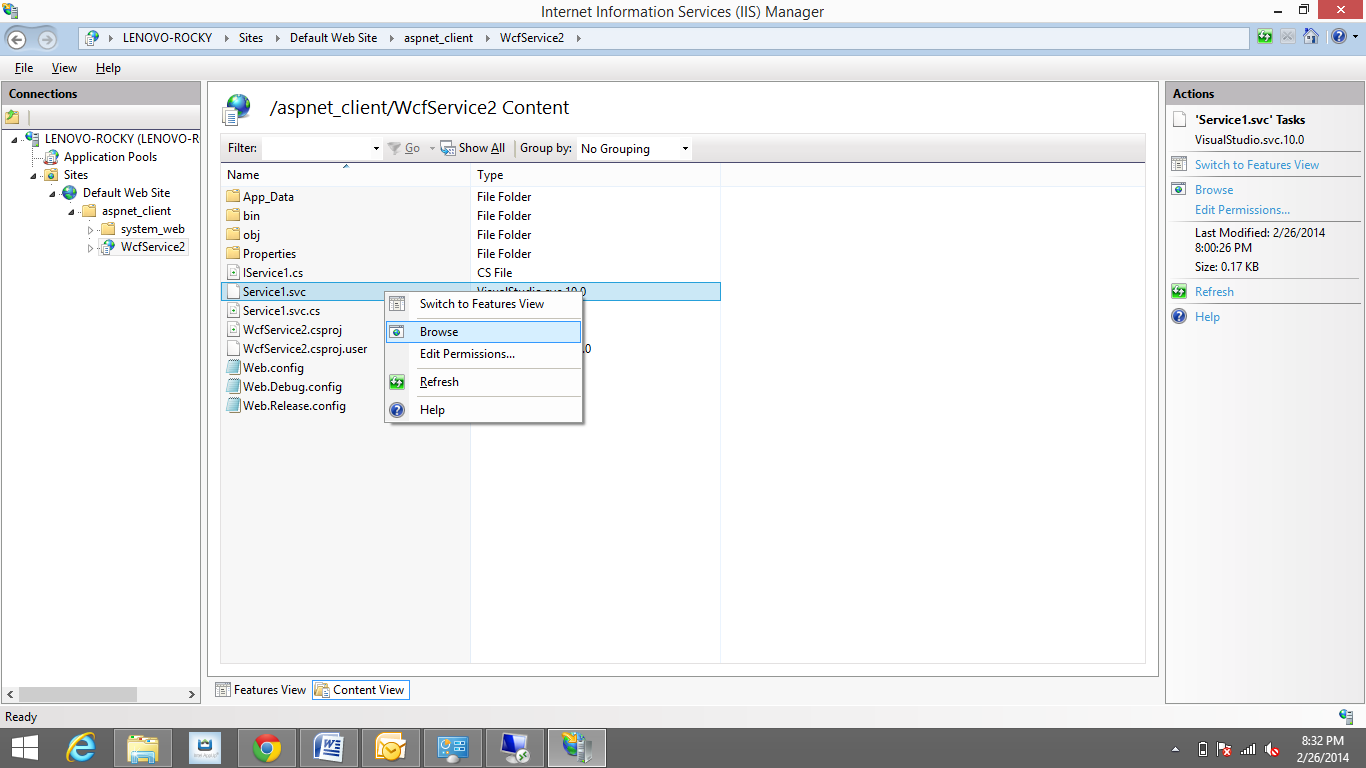 Internet Information Services (IIS) Manager
LENOVO-ROCKY Sites Default Web Site aspnet_client WcfService2
File View Help
Connections
LENOVO-ROCKY (LENOVO-R
Application Pools
Sites
Default Web Site
aspnet_client
system_web
WcfService2
/aspnet_client/WcfService2 Content
Filter: Go Show All Group by: No Grouping
Name Type
App_Data File Folder
bin File Folder
obj File Folder
Properties File Folder
IService1.cs CS File
Service1.svc VisualStudio.svc.10.0
Service1.svc.cs
WcfService2.csproj
WcfService2.csproj.user .0
Web.config
Web.Debug.config
Web.Release.config
Switch to Features View
Browse
Edit Permissions...
Refresh
Help
Features View Content View
Actions
'Service1.svc' Tasks
VisualStudio.svc.10.0
Switch to Features View
Browse
Edit Permissions...
Last Modified: 2/26/2014
8:00:26 PM
Size: 0.17 KB
Refresh
Help
Ready
8:32 PM
2/26/2014